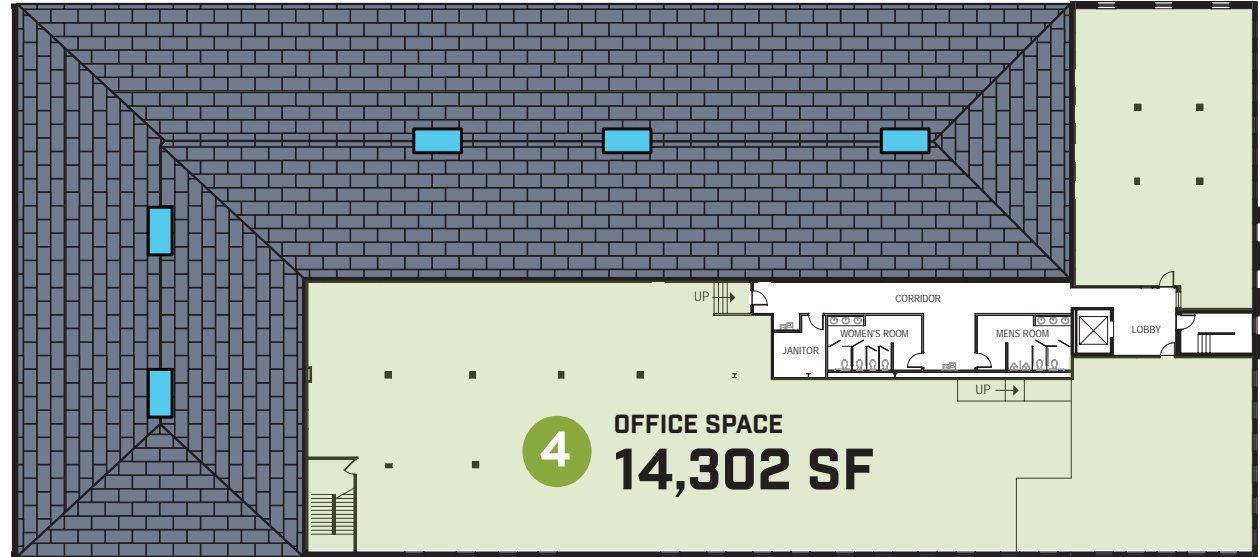 UP
CORRIDOR
LOBBY
WOMEN'S ROOM
MENS ROOM
JANITOR
UP
4
OFFICE SPACE
14,302 SF